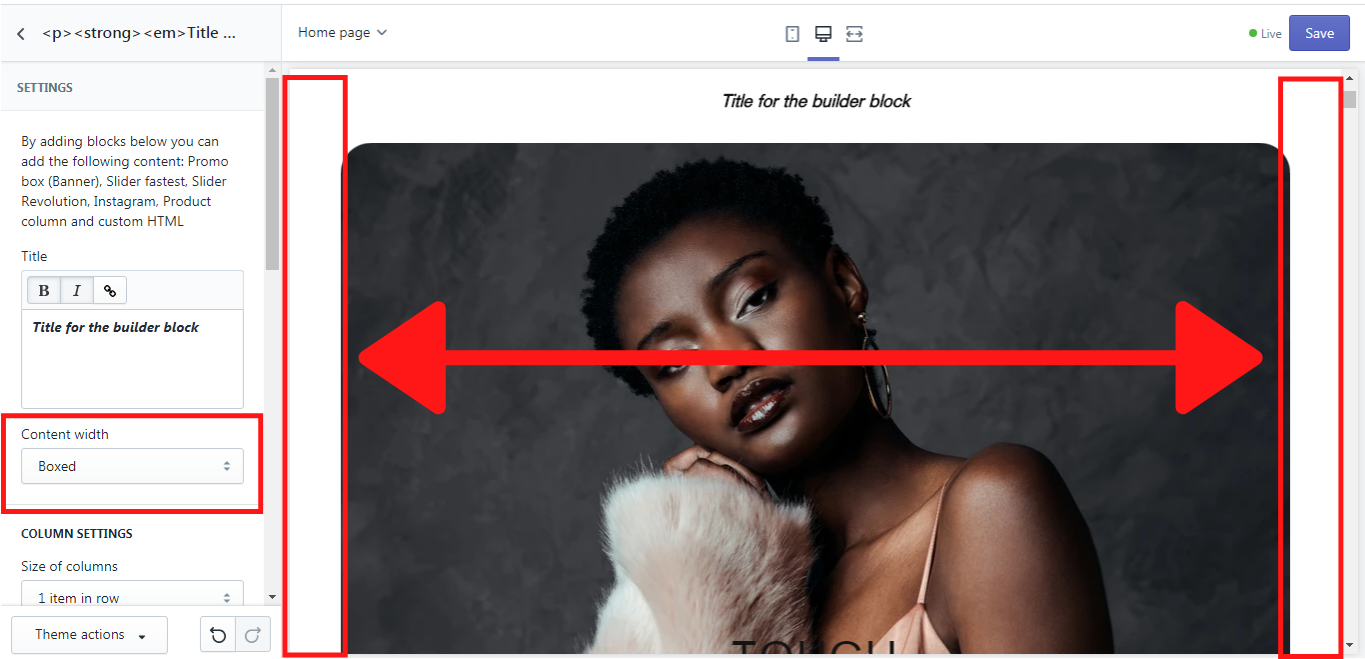 <p><strong><em>Title ...
Home page
Live
Save
SETTINGS
By adding blocks below you can
add the following content: Promo
box (Banner), Slider fastest, Slider
Revolution, Instagram, Product
column and custom HTML
Title
B I
Title for the builder block
Content width
Boxed
COLUMN SETTINGS
Size of columns
1 item in row
Theme actions
Title for the builder block
TOUCH